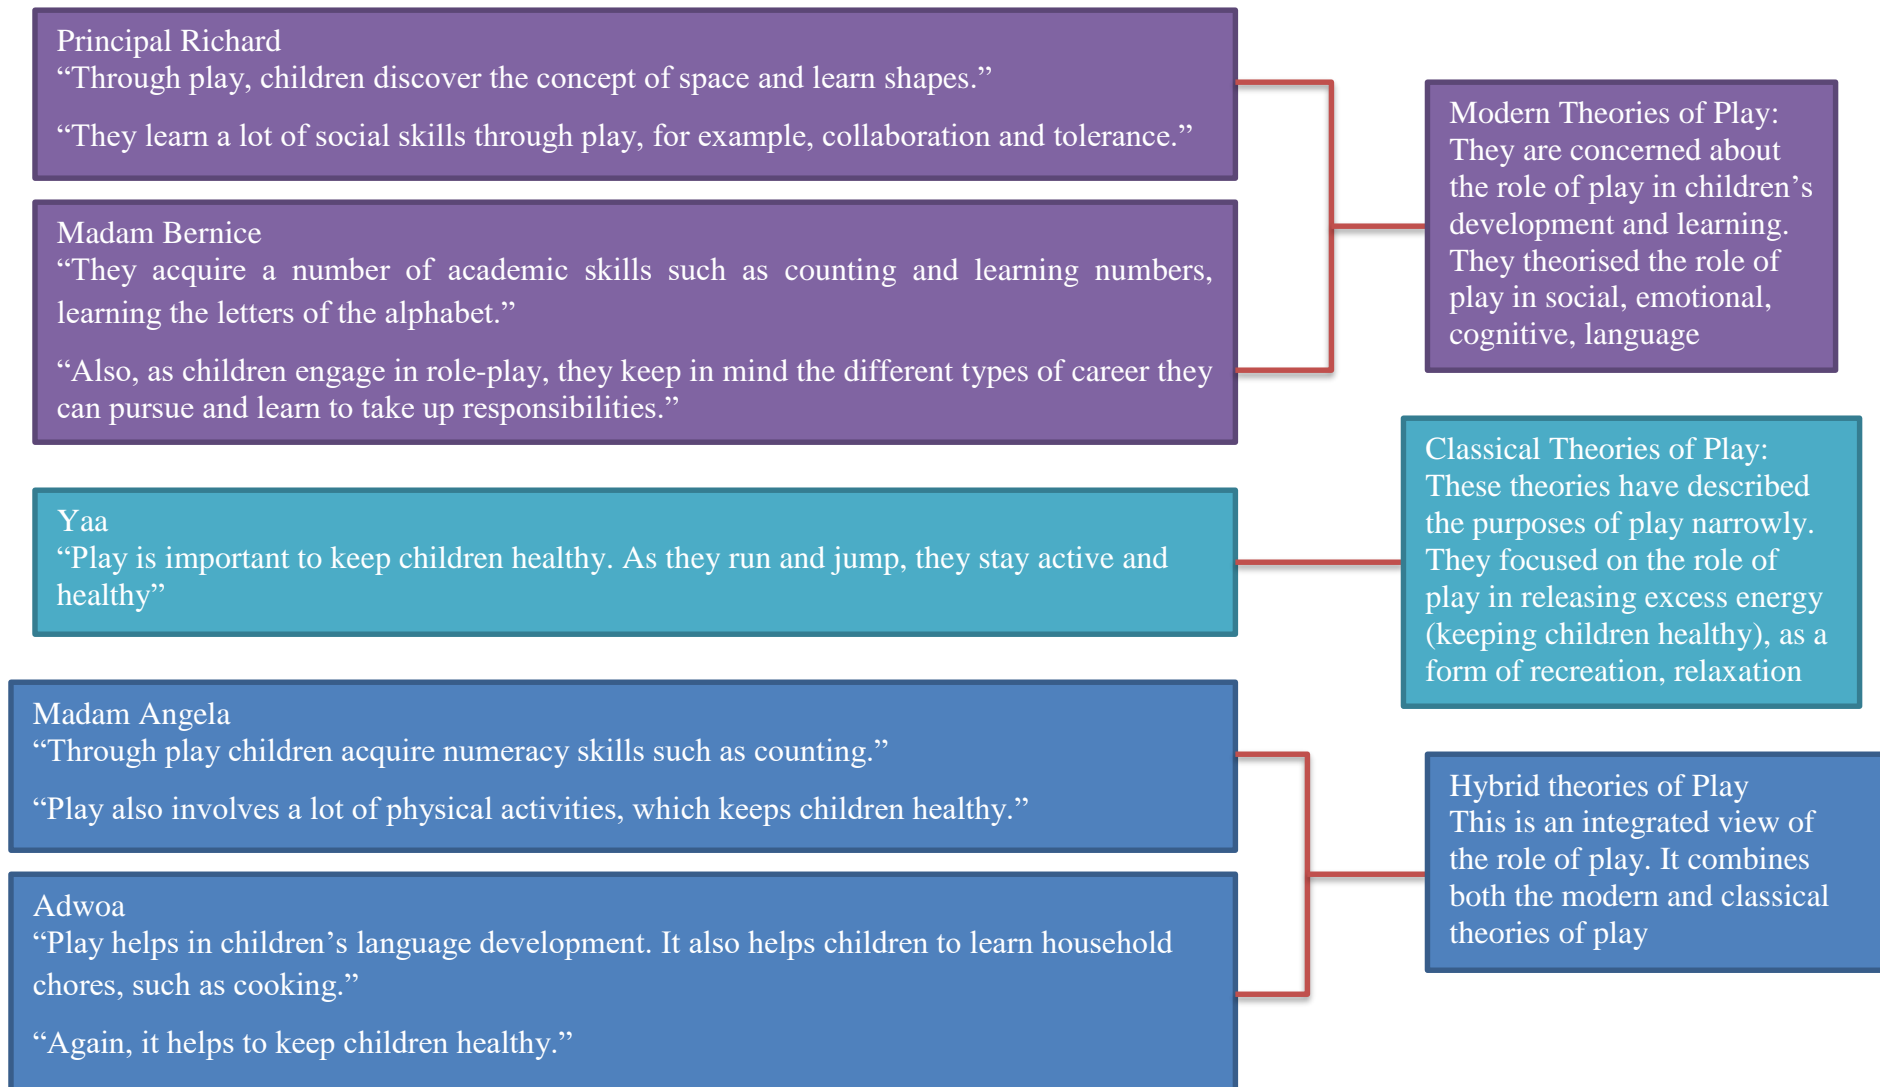 Principal Richard
“Through play, children discover the concept of space and learn shapes.”
“They learn a lot of social skills through play, for example, collaboration and tolerance.”
Madam Bernice
“They acquire a number of academic skills such as counting and learning numbers,
learning the letters of the alphabet.”
“Also, as children engage in role-play, they keep in mind the different types of career they
can pursue and learn to take up responsibilities.”
Modern Theories of Play:
They are concerned about
the role of play in children’s
development and learning.
They theorised the role of
play in social, emotional,
cognitive, language
Yaa
“Play is important to keep children healthy. As they run and jump, they stay active and
healthy”
Classical Theories of Play:
These theories have described
the purposes of play narrowly.
They focused on the role of
play in releasing excess energy
(keeping children healthy), as a
form of recreation, relaxation
Madam Angela
“Through play children acquire numeracy skills such as counting.”
“Play also involves a lot of physical activities, which keeps children healthy.”
Adwoa
“Play helps in children’s language development. It also helps children to learn household
chores, such as cooking.”
“Again, it helps to keep children healthy.”
Hybrid theories of Play
This is an integrated view of
the role of play. It combines
both the modern and classical
theories of play